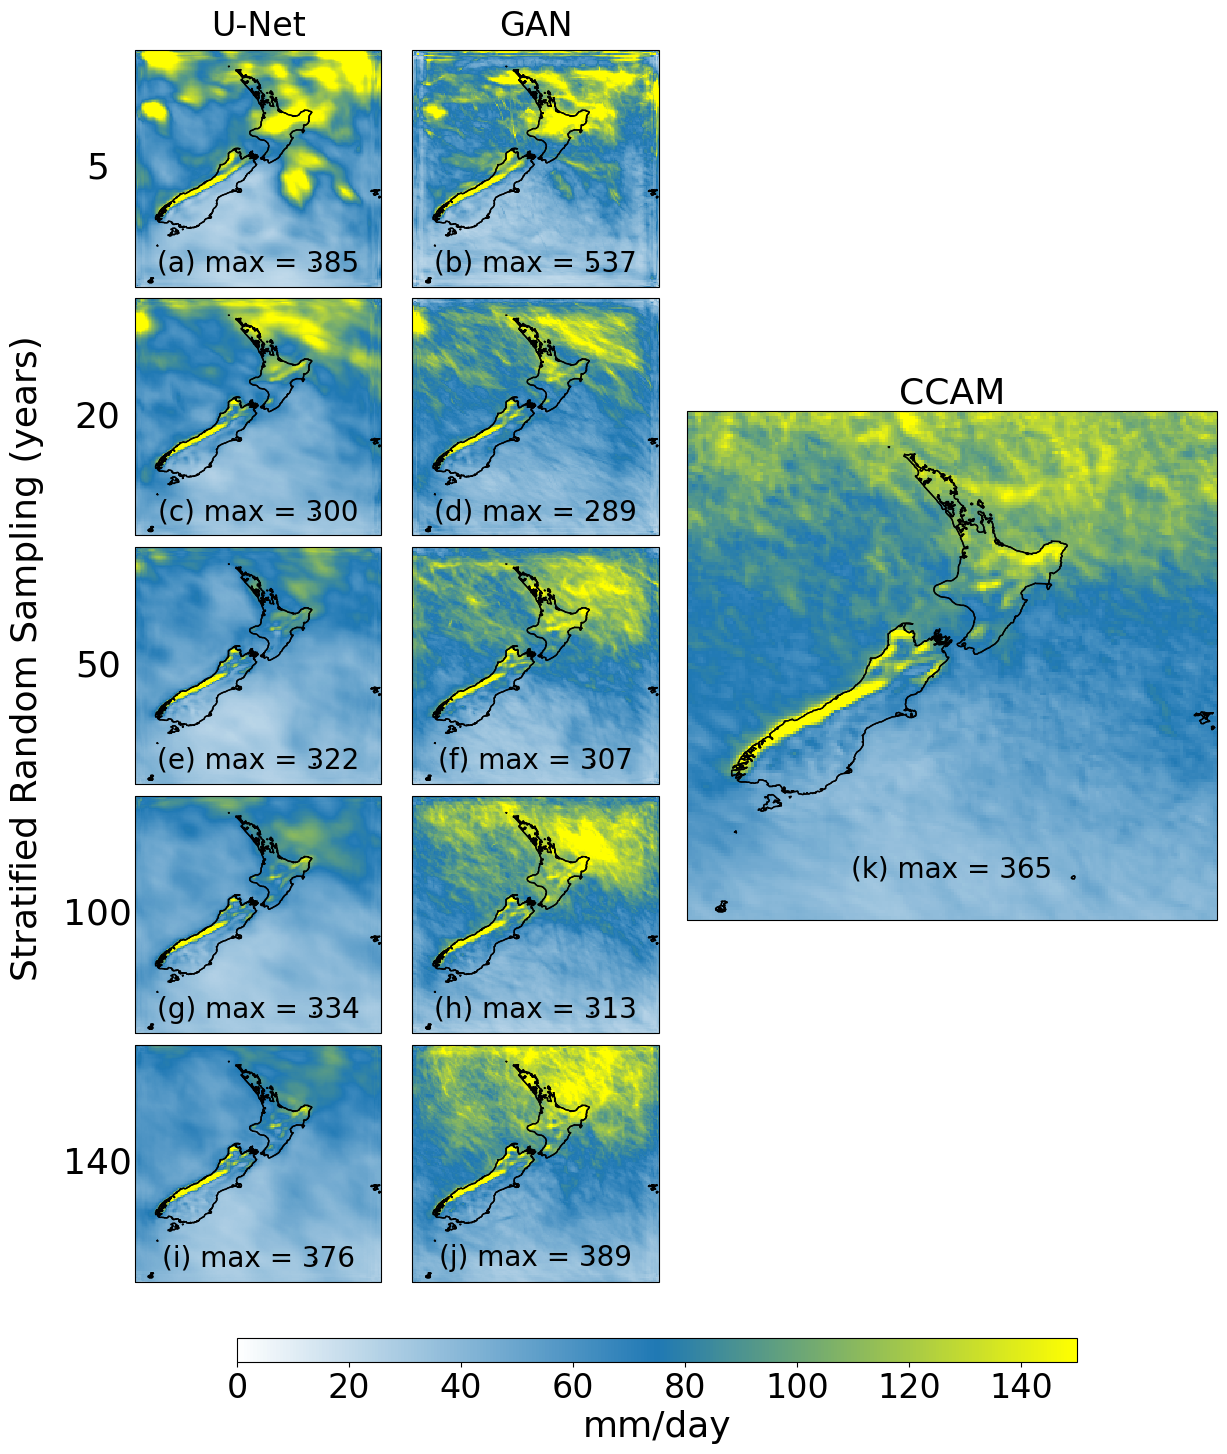 U-Net GAN
5
(a) max = 385
(b) max = 537
Stratified Random Sampling (years)
20
(c) max = 300
(d) max = 289
CCAM
50
(e) max = 322
(f) max = 307
(k) max = 365
100
(g) max = 334
(h) max = 313
140
(i) max = 376
(j) max = 389
0 20 40 60 80 100 120 140
mm/day